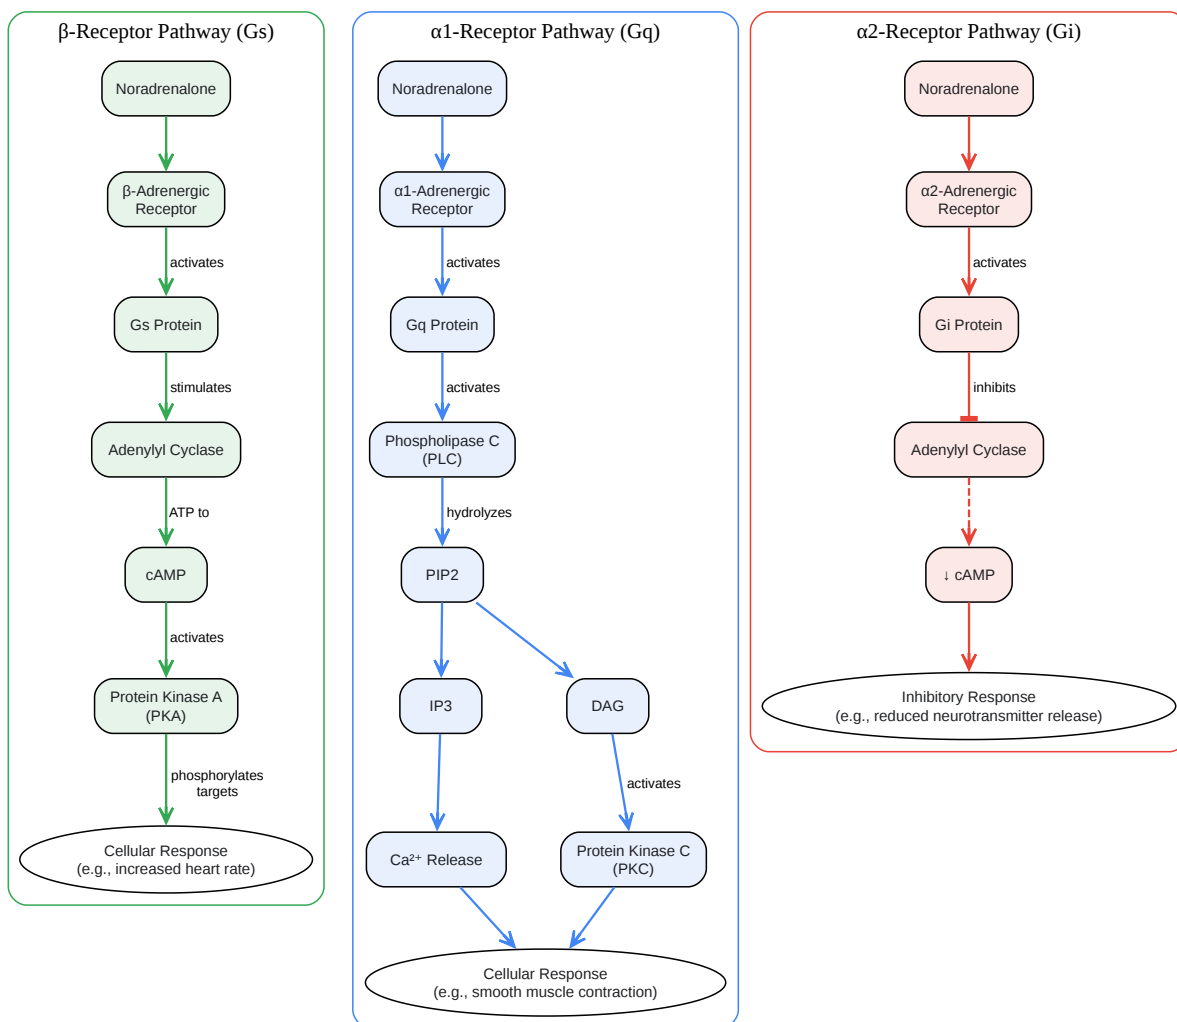 β-Receptor Pathway (Gs)
Noradrenalone
β-Adrenergic
Receptor
activates
Gs Protein
stimulates
Adenylyl Cyclase
ATP to
cAMP
activates
Protein Kinase A
(PKA)
phosphorylates
targets
Cellular Response
(e.g., increased heart rate)
α1-Receptor Pathway (Gq)
Noradrenalone
α1-Adrenergic
Receptor
activates
Gq Protein
activates
Phospholipase C
(PLC)
hydrolyzes
PIP2
IP3
DAG
activates
Ca²⁺ Release
Protein Kinase C
(PKC)
Cellular Response
(e.g., smooth muscle contraction)
α2-Receptor Pathway (Gi)
Noradrenalone
α2-Adrenergic
Receptor
activates
Gi Protein
inhibits
Adenylyl Cyclase
↓ cAMP
Inhibitory Response
(e.g., reduced neurotransmitter release)